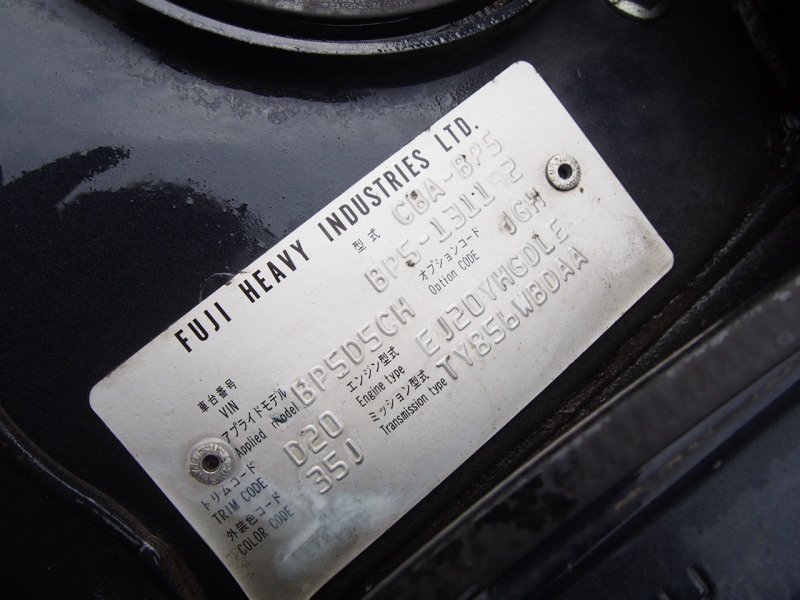 FUJI HEAVY INDUSTRIES LTD.
型式 CBA-BP5
車台番号 VIN BP5-131192
アプライドモデル Applied model BP5D5CH オプションコード Option CODE JGH
トリムコード TRIM CODE D20 エンジン型式 Engine type EJ20YHGDLE
外装色コード COLOR CODE 35J ミッション型式 Transmission type TY856WBDAA